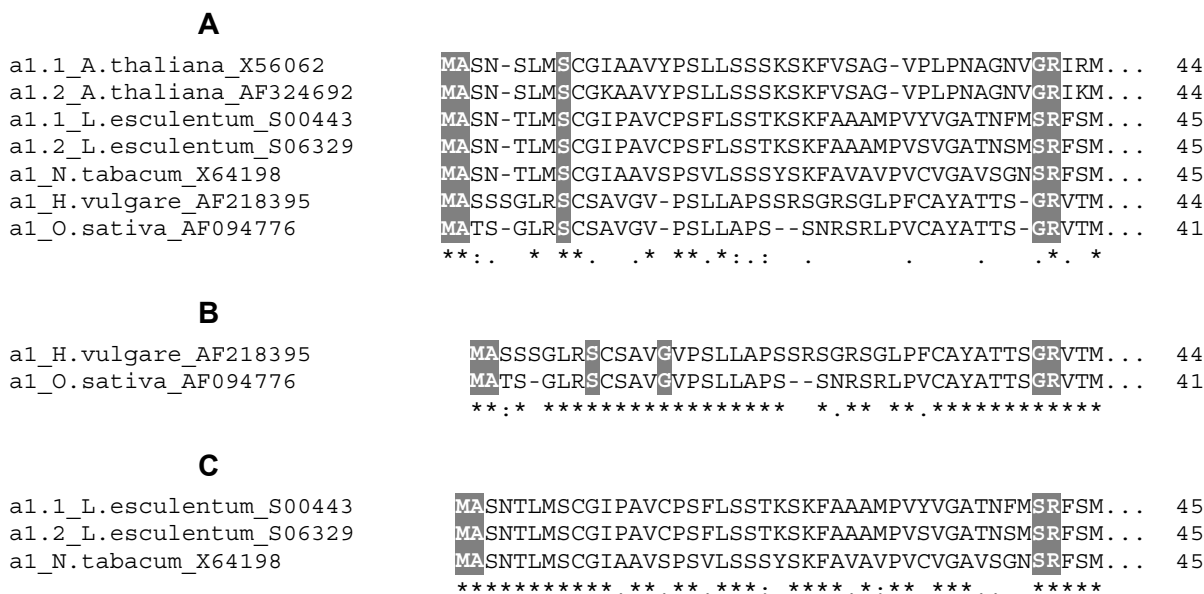 A
a1.1_A.thaliana_X56062 MASN-SLMSCGIAAVYPSLLSSSKSKFVSAG-VPLPNAGNVGRIRM... 44
a1.2_A.thaliana_AF324692 MASN-SLMSCGKAAVYPSLLSSSKSKFVSAG-VPLPNAGNVGRIKM... 44
a1.1_L.esculentum_S00443 MASN-TLMSCGIPAVCPSFLSSTKSKFAAAMPVYVGATNFMSRFSM... 45
a1.2_L.esculentum_S06329 MASN-TLMSCGIPAVCPSFLSSTKSKFAAAMPVSVGATNSMSRFSM... 45
a1_N.tabacum_X64198 MASN-TLMSCGIAAVSPSVLSSSYSKFAVAVPVCVGAVSGNSRFSM... 45
a1_H.vulgare_AF218395 MASSSGLRSCSAVGV-PSLLAPSSRSGRSGLPFCAYATTS-GRVTM... 44
a1_O.sativa_AF094776 MATS-GLRSCSAVGV-PSLLAPS--SNRSRLPVCAYATTS-GRVTM... 41
**:.  * **.  .* **.*:.:  .       .     .   .*. *
B
a1_H.vulgare_AF218395 MASSSGLRSCSAVGVPSLLAPSSRSGRSGLPFCAYATTSGRVTM... 44
a1_O.sativa_AF094776 MATS-GLRSCSAVGVPSLLAPS--SNRSRLPVCAYATTSGRVTM... 41
**:* *****************  *.** **.************
C
a1.1_L.esculentum_S00443 MASNTLMSCGIPAVCPSFLSSTKSKFAAAMPVYVGATNFMSRFSM... 45
a1.2_L.esculentum_S06329 MASNTLMSCGIPAVCPSFLSSTKSKFAAAMPVSVGATNSMSRFSM... 45
a1_N.tabacum_X64198 MASNTLMSCGIAAVSPSVLSSSYSKFAVAVPVCVGAVSGNSRFSM... 45
***********.**.**.***: ****.*:** ***..  *****